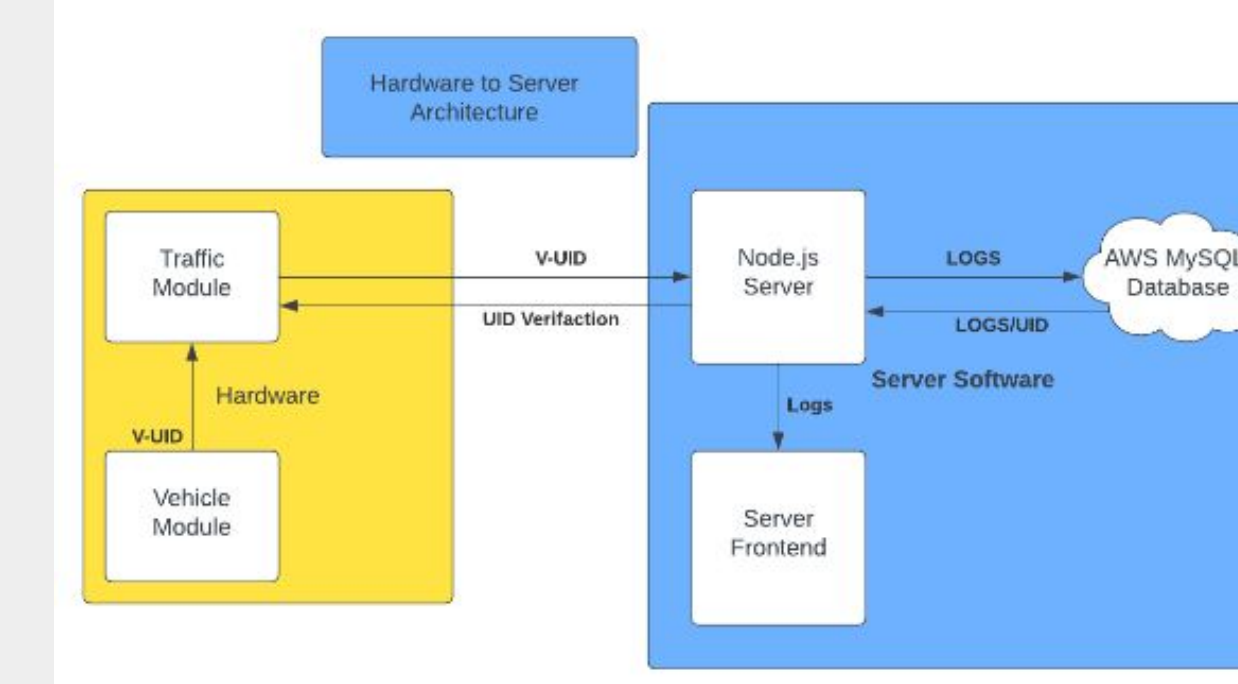 Hardware to Server
Architecture
Traffic
Module
V-UID
UID Verifaction
Node.js
Server
LOGS
LOGS/UID
AWS MySQL
Database
Server Software
Hardware
V-UID
Logs
Vehicle
Module
Server
Frontend